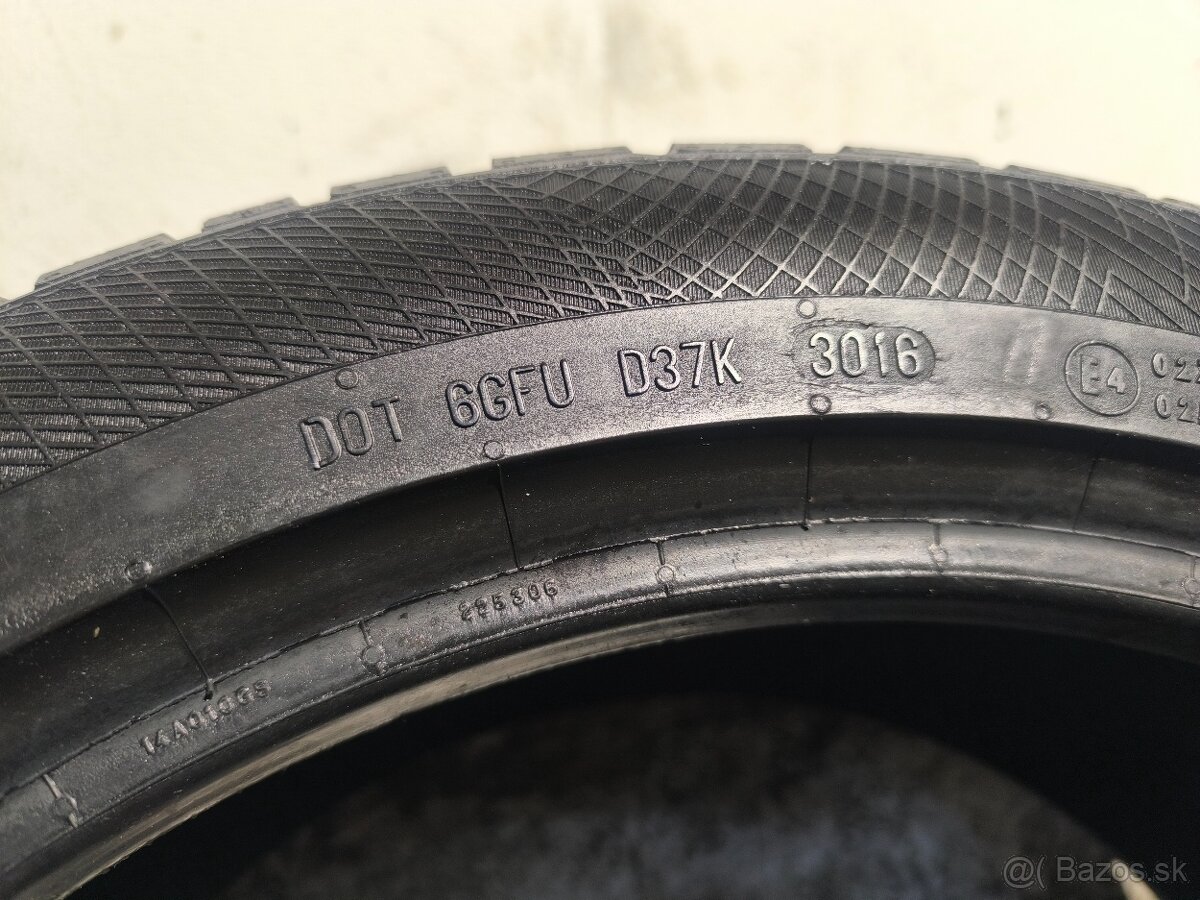 DOT 6GFU D37K 3016
E4
225306
@( Bazos.sk